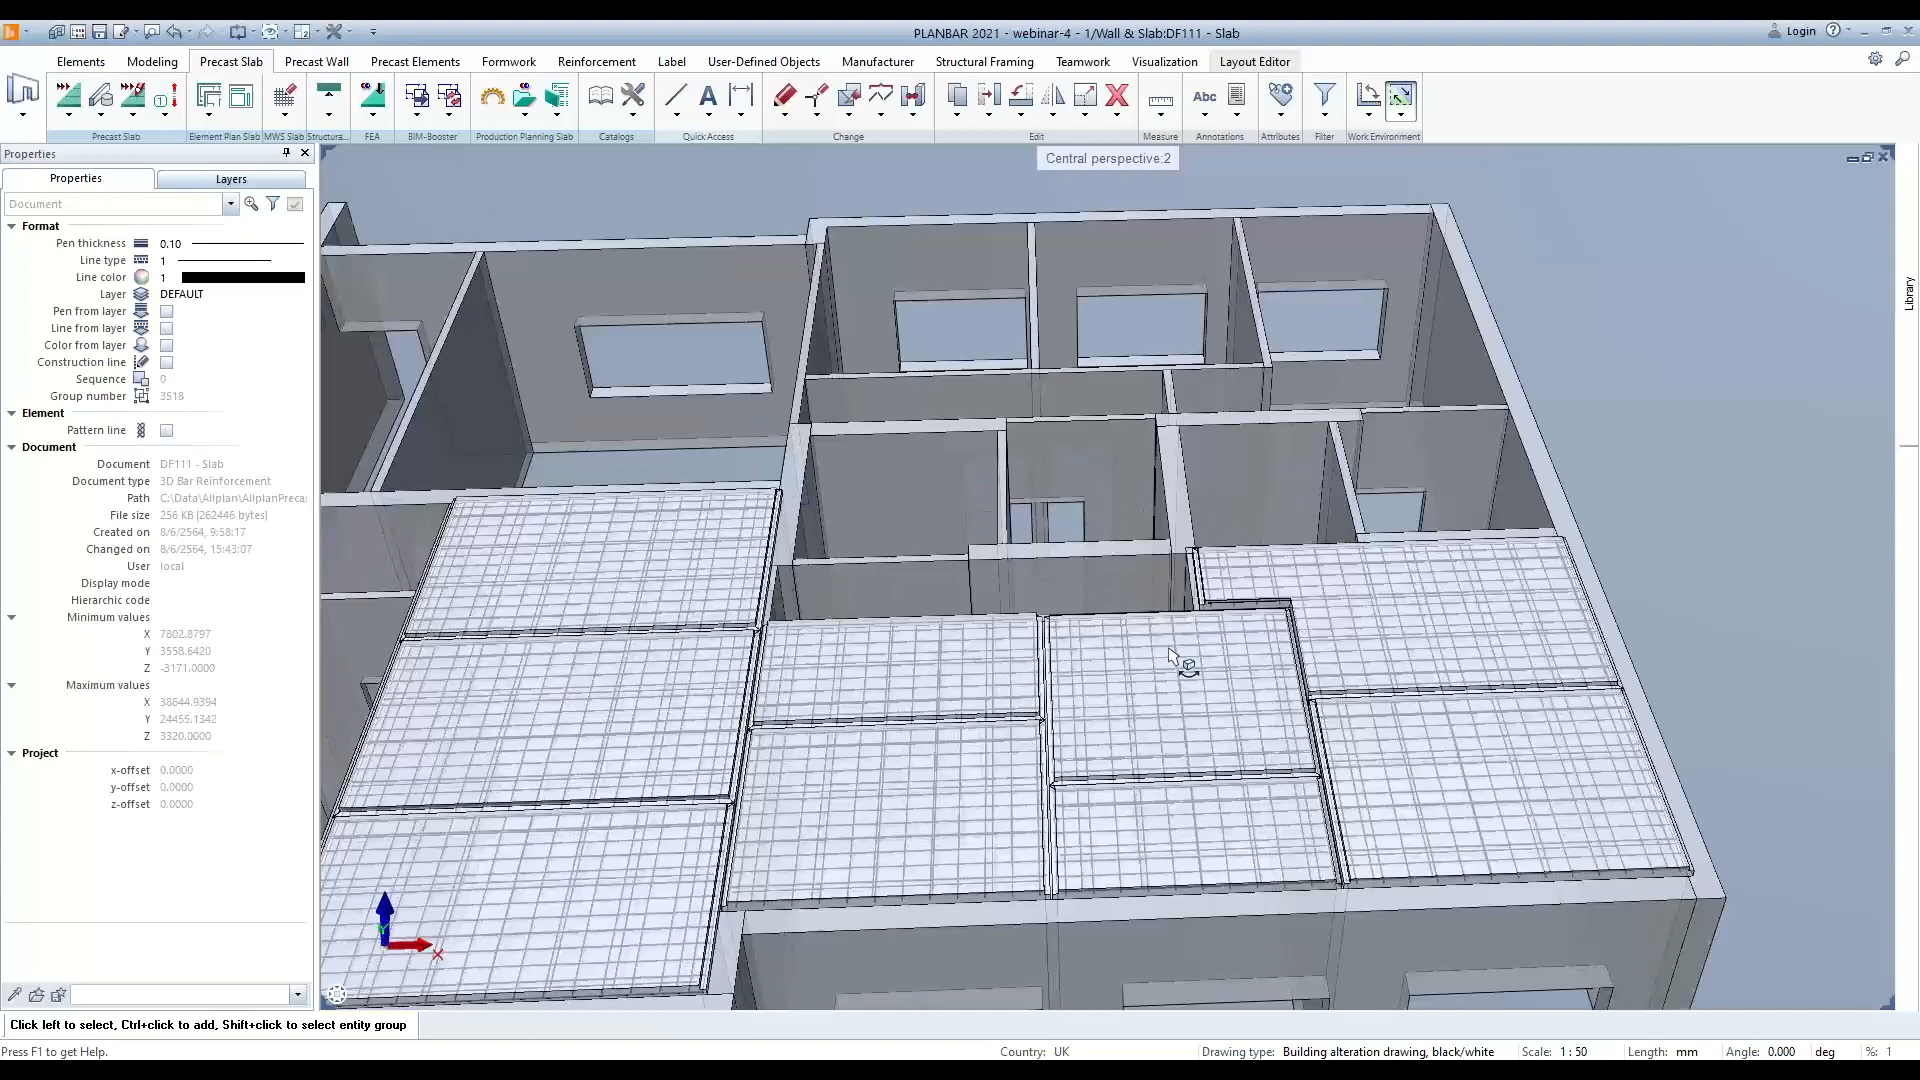 PLANBAR 2021 - webinar-4 - 1/Wall & Slab:DF111 - Slab
Login
Elements Modeling Precast Slab Precast Wall Precast Elements Formwork Reinforcement Label User-Defined Objects Manufacturer Structural Framing Teamwork Visualization Layout Editor
Abc
Precast Slab Element Plan Slab MWS Slab Structura... FEA BIM-Booster Production Planning Slab Catalogs Quick Access Change Edit Measure Annotations Attributes Filter Work Environment
Properties
Central perspective:2
Properties Layers
Document
Format
Pen thickness 0.10
Line type 1
Line color 1
Layer DEFAULT
Pen from layer
Line from layer
Color from layer
Construction line
Sequence 0
Group number 3518
Element
Pattern line
Document
Document DF111 - Slab
Document type 3D Bar Reinforcement
Path C:\Data\Allplan\AllplanPreca:
File size 256 KB [262446 bytes]
Created on 8/6/2564, 9:58:17
Changed on 8/6/2564, 15:43:07
User local
Display mode
Hierarchic code
Minimum values
X 7802.8797
Y 3558.6420
Z -3171.0000
Maximum values
X 38644.9394
Y 24455.1342
Z 3320.0000
Project
x-offset 0.0000
y-offset 0.0000
z-offset 0.0000
Library
Click left to select, Ctrl+click to add, Shift+click to select entity group
Press F1 to get Help. Country: UK Drawing type: Building alteration drawing, black/white Scale: 1 : 50 Length: mm Angle: 0.000 deg %: 1